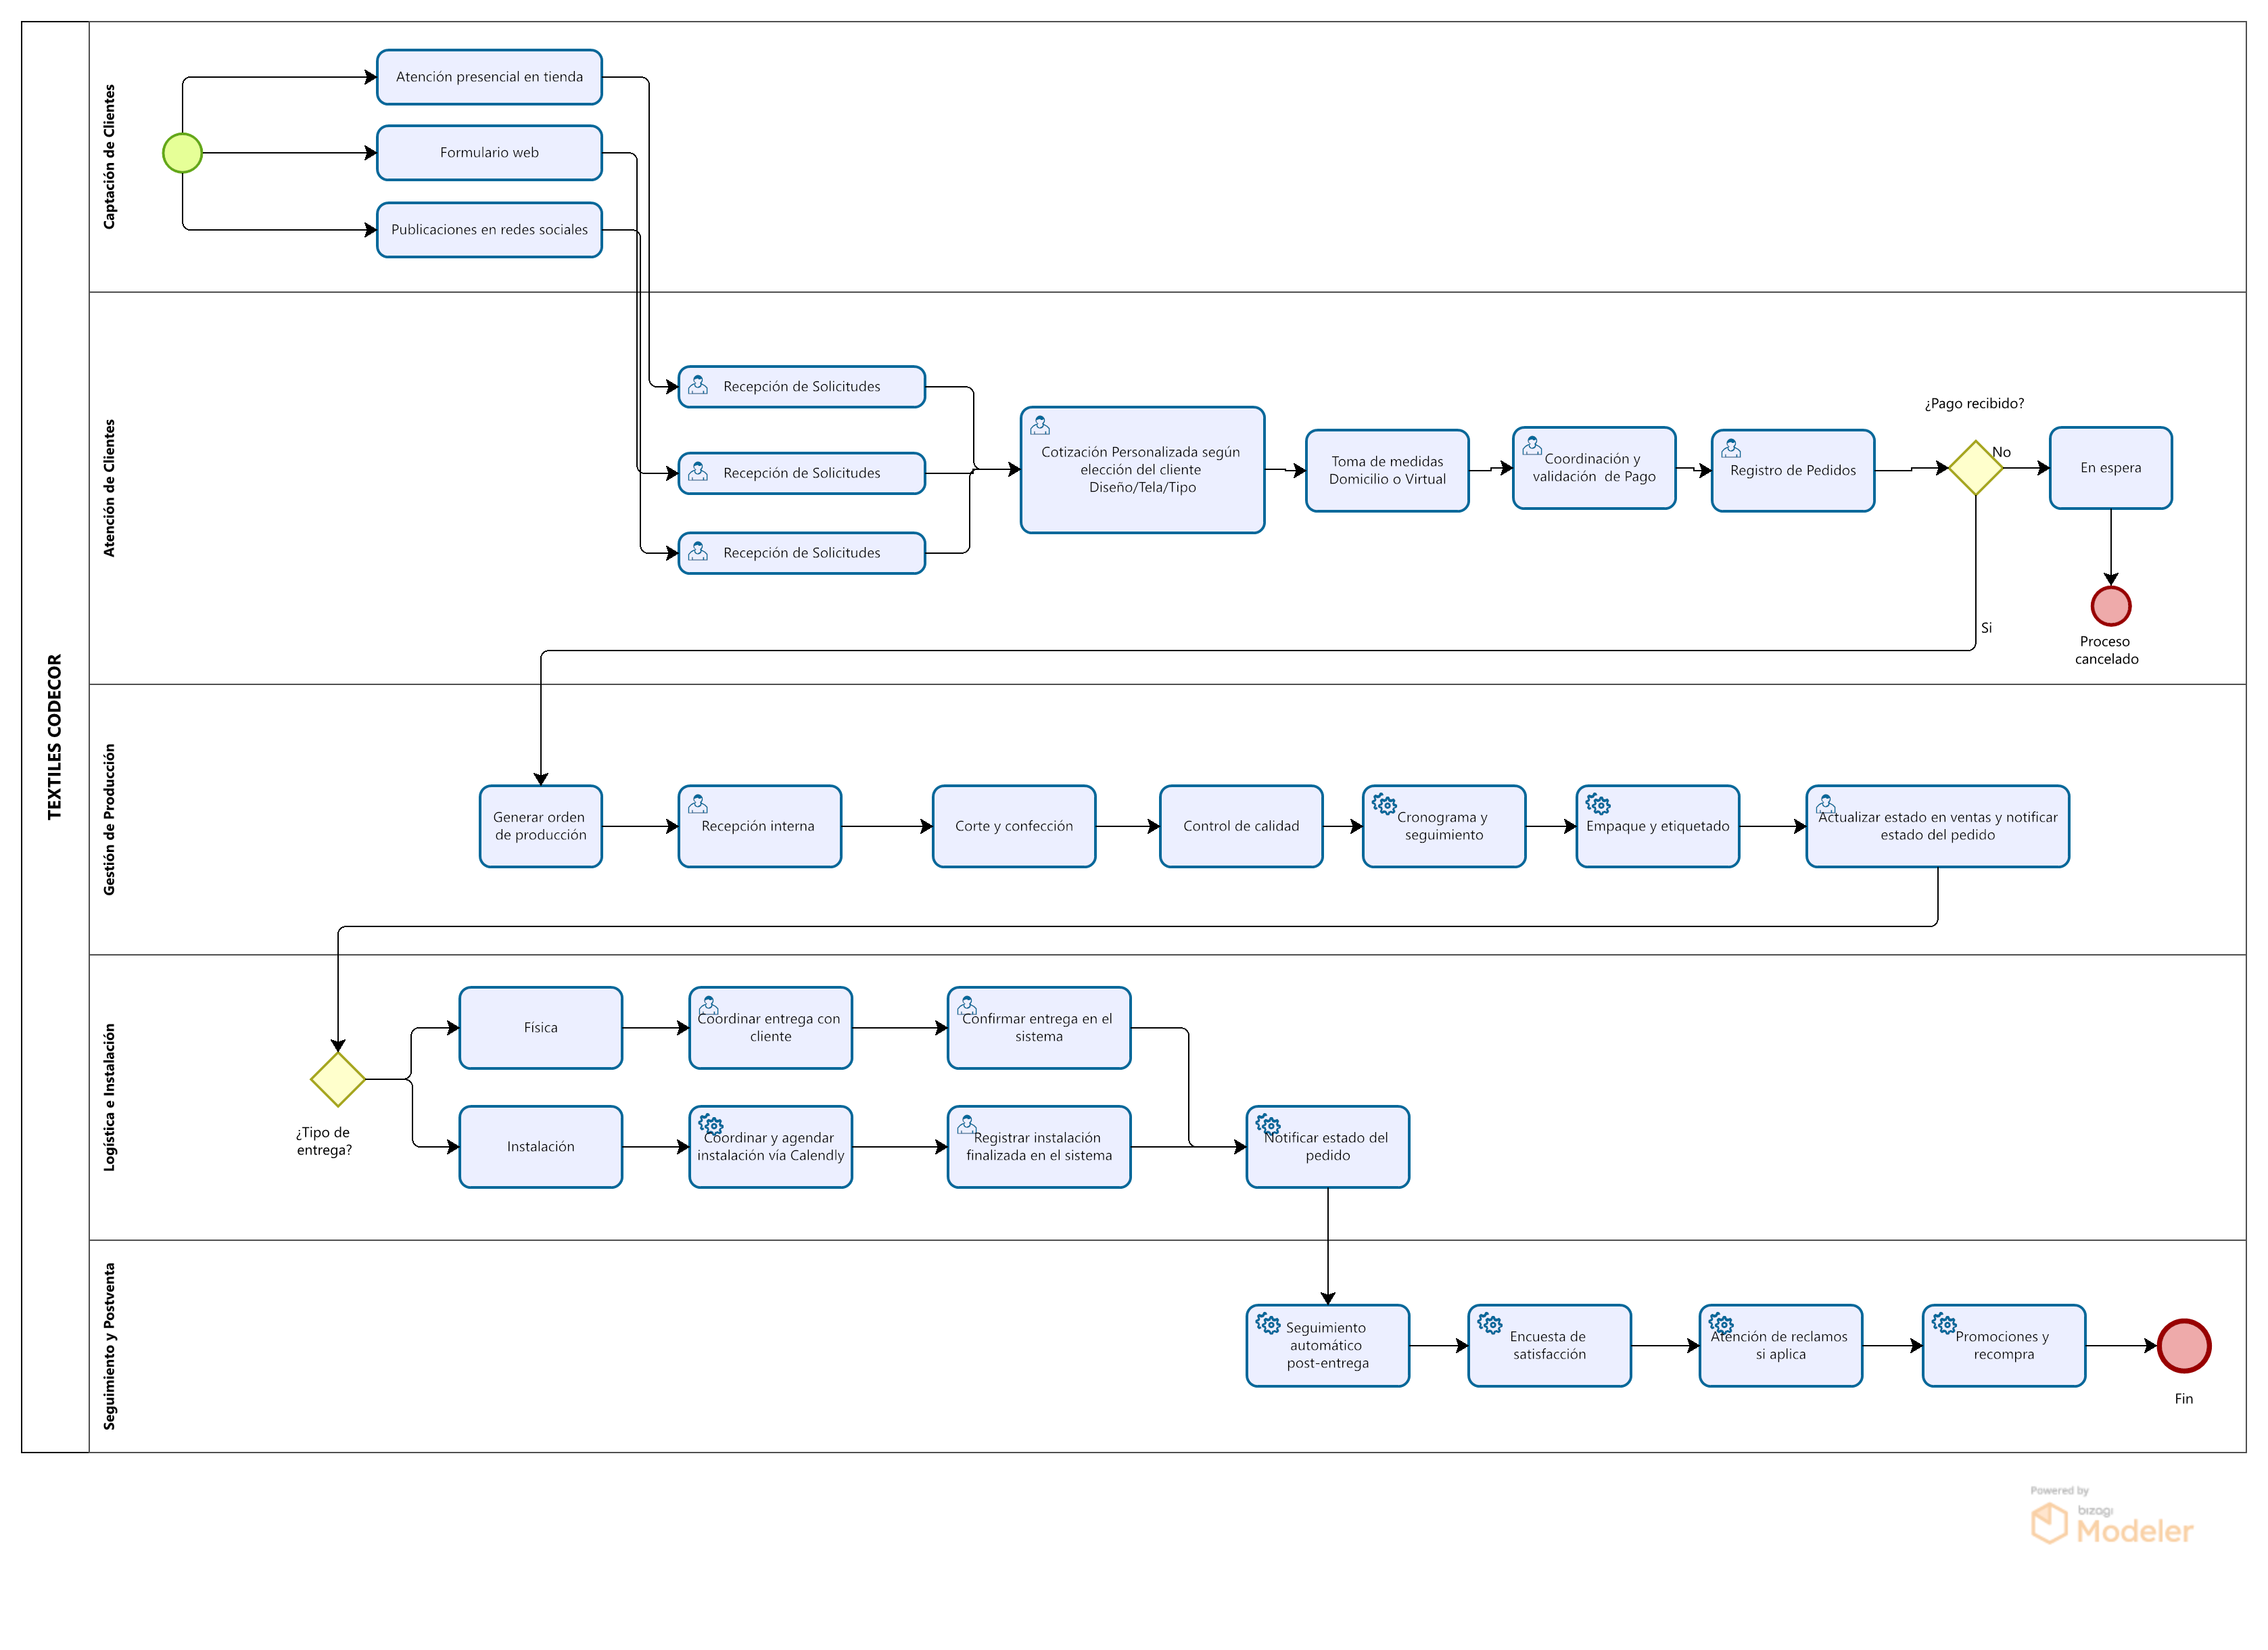 TEXTILES CODECOR
Captación de Clientes
Atención presencial en tienda
Formulario web
Publicaciones en redes sociales
Atención de Clientes
Recepción de Solicitudes
Recepción de Solicitudes
Recepción de Solicitudes
Cotización Personalizada según
elección del cliente
Diseño/Tela/Tipo
Toma de medidas
Domicilio o Virtual
Coordinación y
validación de Pago
Registro de Pedidos
¿Pago recibido?
No
En espera
Si
Proceso
cancelado
Gestión de Producción
Generar orden
de producción
Recepción interna
Corte y confección
Control de calidad
Cronograma y
seguimiento
Empaque y etiquetado
Actualizar estado en ventas y notificar
estado del pedido
Logística e Instalación
¿Tipo de
entrega?
Física
Coordinar entrega con
cliente
Confirmar entrega en el
sistema
Instalación
Coordinar y agendar
instalación vía Calendly
Registrar instalación
finalizada en el sistema
Notificar estado del
pedido
Seguimiento y Postventa
Seguimiento
automático
post-entrega
Encuesta de
satisfacción
Atención de reclamos
si aplica
Promociones y
recompra
Fin
Powered by
bizagi
Modeler